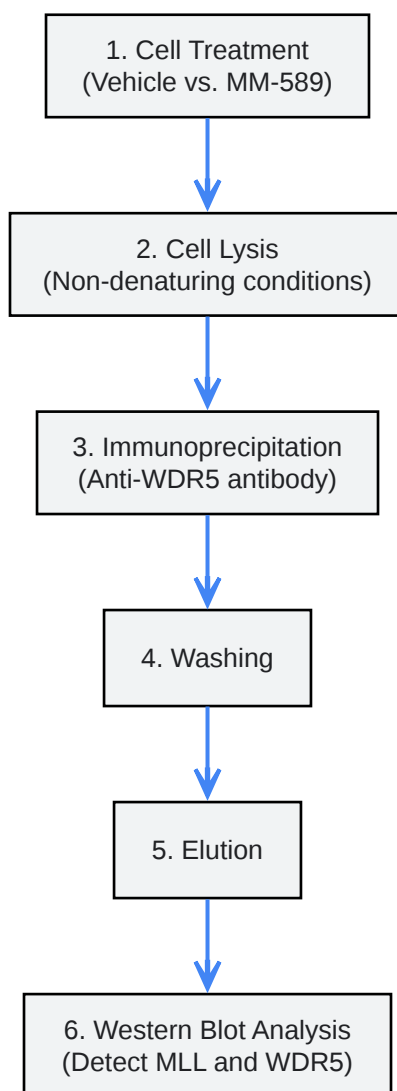 1. Cell Treatment
(Vehicle vs. MM-589)
2. Cell Lysis
(Non-denaturing conditions)
3. Immunoprecipitation
(Anti-WDR5 antibody)
4. Washing
5. Elution
6. Western Blot Analysis
(Detect MLL and WDR5)